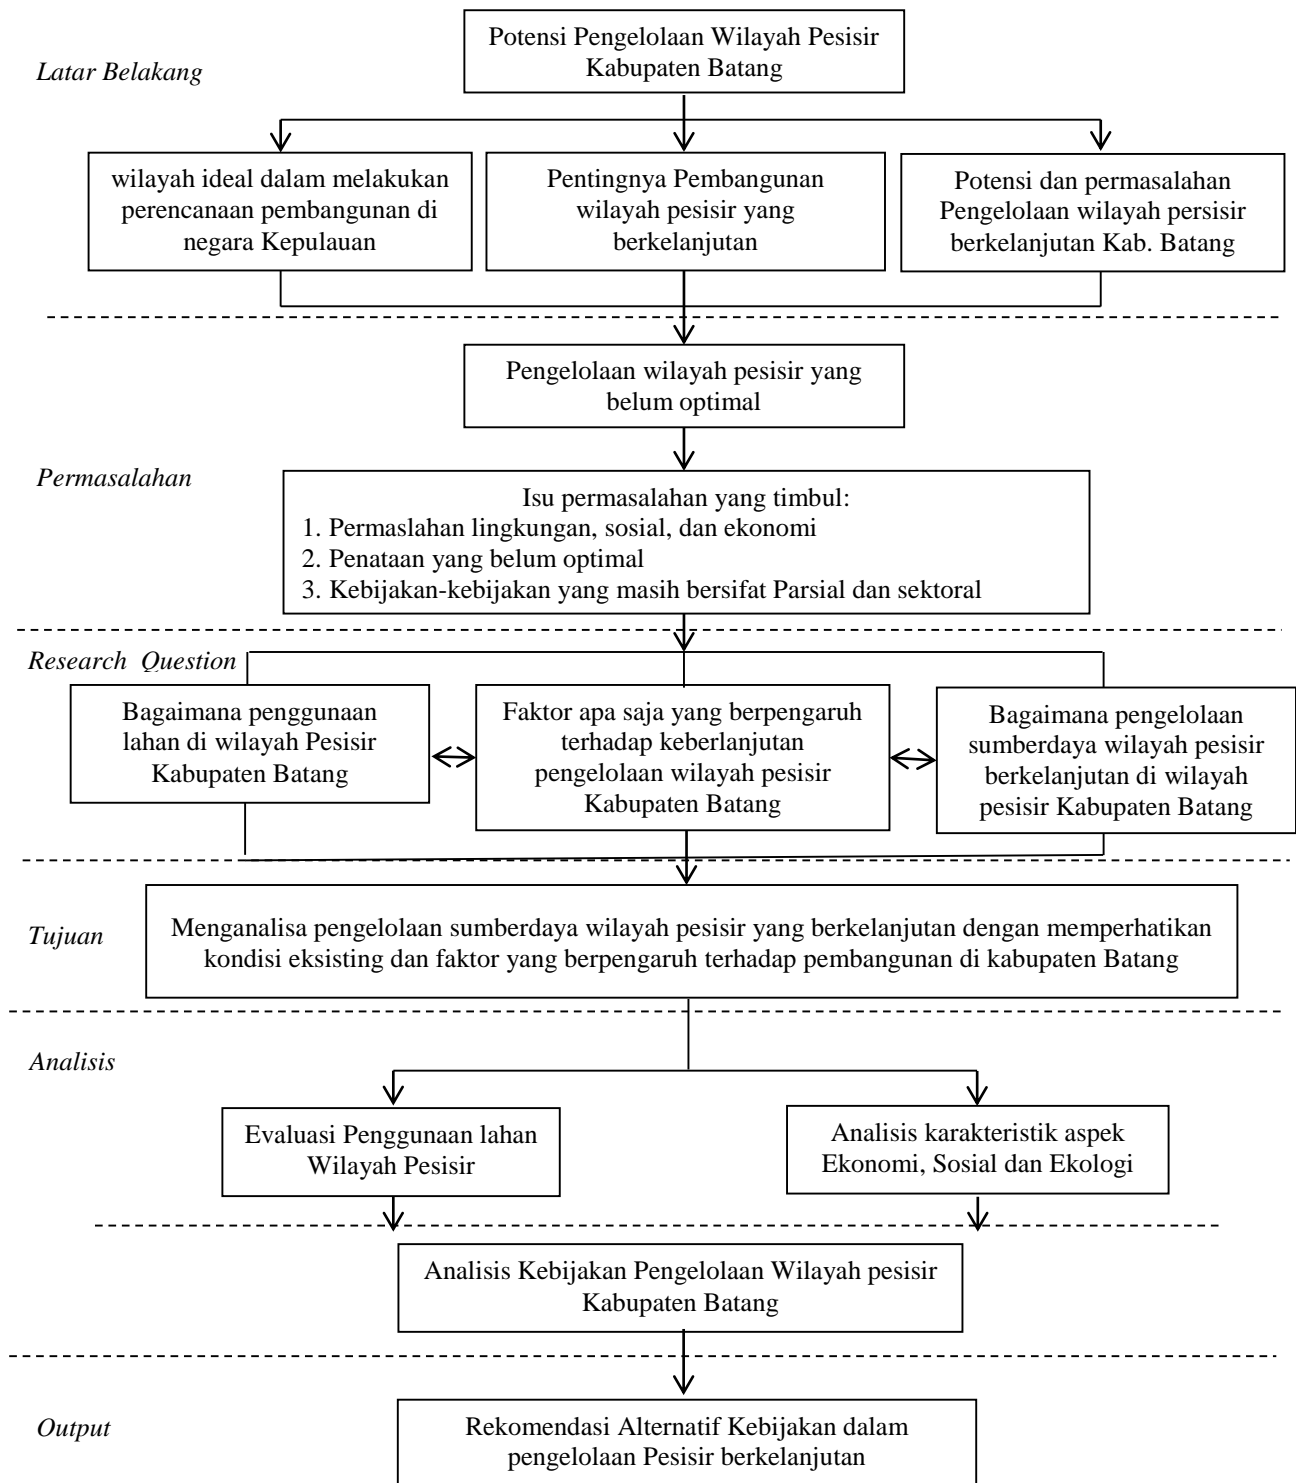 Potensi Pengelolaan Wilayah Pesisir
Kabupaten Batang
Latar Belakang
wilayah ideal dalam melakukan
perencanaan pembangunan di
negara Kepulauan
Pentingnya Pembangunan
wilayah pesisir yang
berkelanjutan
Potensi dan permasalahan
Pengelolaan wilayah persisir
berkelanjutan Kab. Batang
Pengelolaan wilayah pesisir yang
belum optimal
Permasalahan
Isu permasalahan yang timbul:
1. Permaslahan lingkungan, sosial, dan ekonomi
2. Penataan yang belum optimal
3. Kebijakan-kebijakan yang masih bersifat Parsial dan sektoral
Research Question
Bagaimana penggunaan
lahan di wilayah Pesisir
Kabupaten Batang
Faktor apa saja yang berpengaruh
terhadap keberlanjutan
pengelolaan wilayah pesisir
Kabupaten Batang
Bagaimana pengelolaan
sumberdaya wilayah pesisir
berkelanjutan di wilayah
pesisir Kabupaten Batang
Tujuan
Menganalisa pengelolaan sumberdaya wilayah pesisir yang berkelanjutan dengan memperhatikan
kondisi eksisting dan faktor yang berpengaruh terhadap pembangunan di kabupaten Batang
Analisis
Evaluasi Penggunaan lahan
Wilayah Pesisir
Analisis karakteristik aspek
Ekonomi, Sosial dan Ekologi
Analisis Kebijakan Pengelolaan Wilayah pesisir
Kabupaten Batang
Output
Rekomendasi Alternatif Kebijakan dalam
pengelolaan Pesisir berkelanjutan